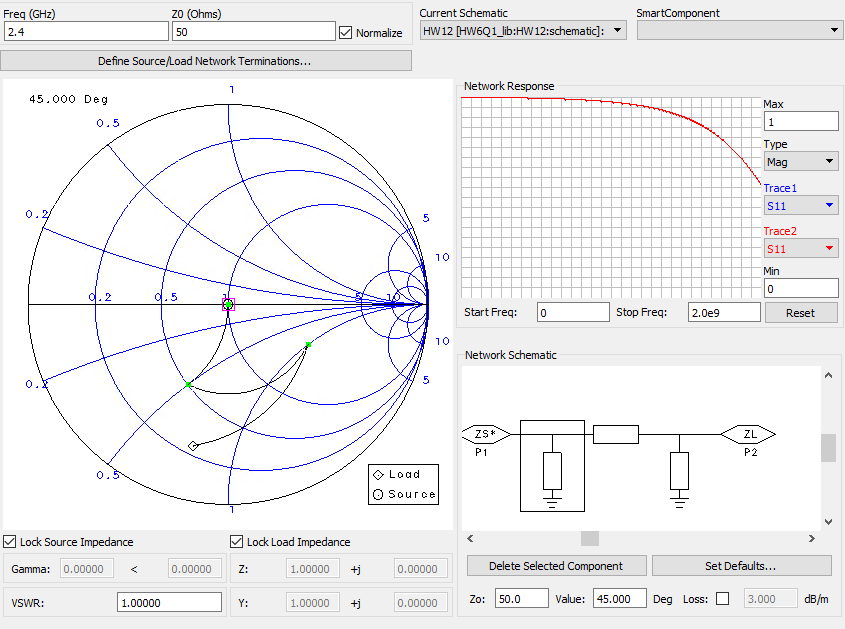 Freq (GHz) Z0 (Ohms)
2.4 50 Normalize
Current Schematic SmartComponent
HW12 [HW6Q1_lib:HW12:schematic]:
Define Source/Load Network Terminations...
45.000 Deg
1
0.5
0.2
5
10
0.2 0.5 1 5 10
10
5
0.2
0.5
1
Load
Source
Network Response
Max
1
Type
Mag
Trace1
S11
Trace2
S11
Min
0
Start Freq: 0 Stop Freq: 2.0e9 Reset
Network Schematic
ZS* ZL
P1 P2
Delete Selected Component Set Defaults...
Zo: 50.0 Value: 45.000 Deg Loss: 3.000 dB/m
Lock Source Impedance Lock Load Impedance
Gamma: 0.00000 < 0.00000 Z: 1.00000 +j 0.00000
VSWR: 1.00000 Y: 1.00000 +j 0.00000